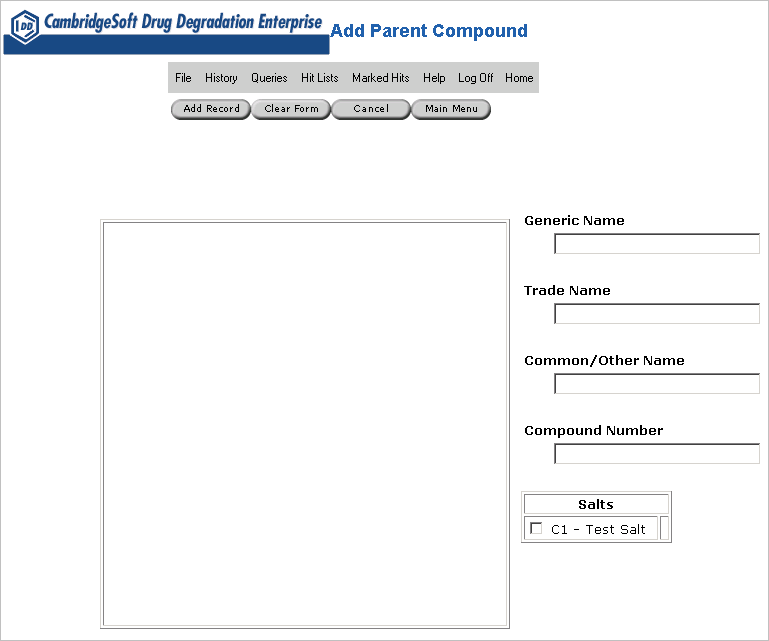 IDD CambridgeSoft Drug Degradation Enterprise Add Parent Compound
File History Queries Hit Lists Marked Hits Help Log Off Home
Add Record Clear Form Cancel Main Menu
Generic Name
Trade Name
Common/Other Name
Compound Number
Salts
C1 - Test Salt